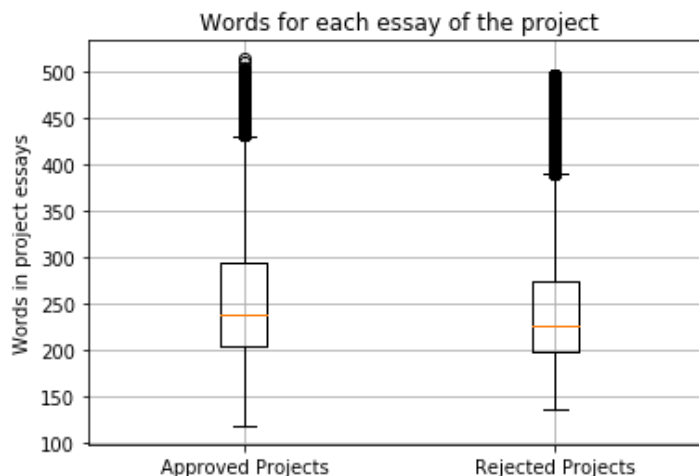 Words for each essay of the project
Words in project essays
500
450
400
350
300
250
200
150
100
Approved Projects
Rejected Projects